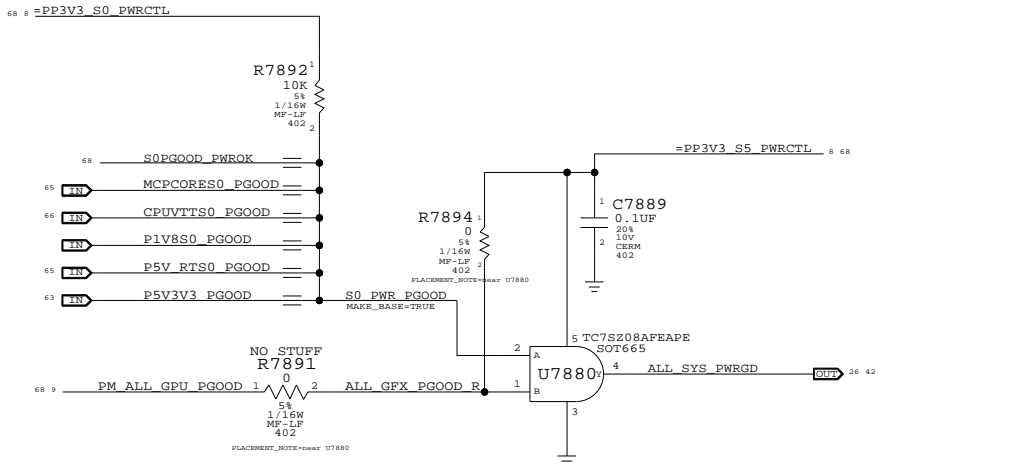 68 8 =PP3V3_S0_PWRCTL
R7892 1
10K
5%
1/16W
MF-LF
402
2
68 S0PGOOD_PWROK
65 IN MCPCORES0_PGOOD
66 IN CPUVTTS0_PGOOD
IN P1V8S0_PGOOD
65 IN P5V_RTS0_PGOOD
63 IN P5V3V3_PGOOD
S0_PWR_PGOOD
MAKE_BASE=TRUE
=PP3V3_S5_PWRCTL 8 68
R7894 1
0
5%
1/16W
MF-LF
402 2
PLACEMENT_NOTE=near U7880
1 C7889
0.1UF
20%
10V
2 CERM
402
NO STUFF
R7891
0
68 9 PM_ALL_GPU_PGOOD 1 2 ALL_GFX_PGOOD_R
5%
1/16W
MF-LF
402
PLACEMENT_NOTE=near U7880
5 TC7SZ08AFEAPE
SOT665
2 A
U7880 Y 4 ALL_SYS_PWRGD OUT 26 42
1 B
3